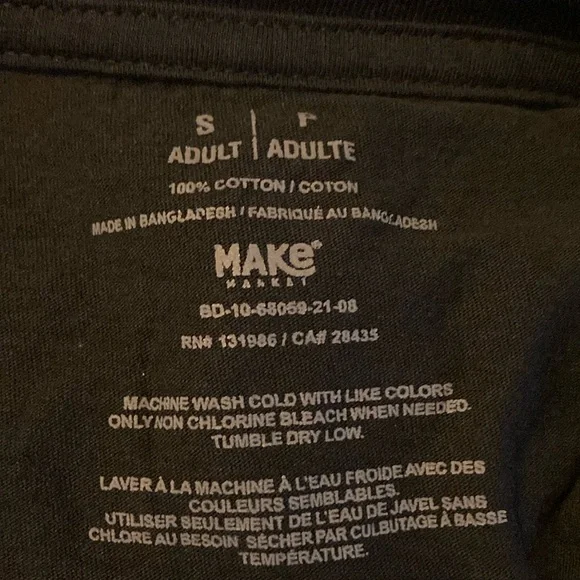 S | P
ADULT | ADULTE
100% COTTON / COTON
MADE IN BANGLADESH / FABRIQUÉ AU BANGLADESH
MAKe
MARKET
BD-10-65069-21-08
RN# 131986 / CA# 28435
MACHINE WASH COLD WITH LIKE COLORS
ONLY NON CHLORINE BLEACH WHEN NEEDED.
TUMBLE DRY LOW.
LAVER À LA MACHINE À L'EAU FROIDE AVEC DES
COULEURS SEMBLABLES.
UTILISER SEULEMENT DE L'EAU DE JAVEL SANS
CHLORE AU BESOIN SÉCHER PAR CULBUTAGE À BASSE
TEMPÉRATURE.